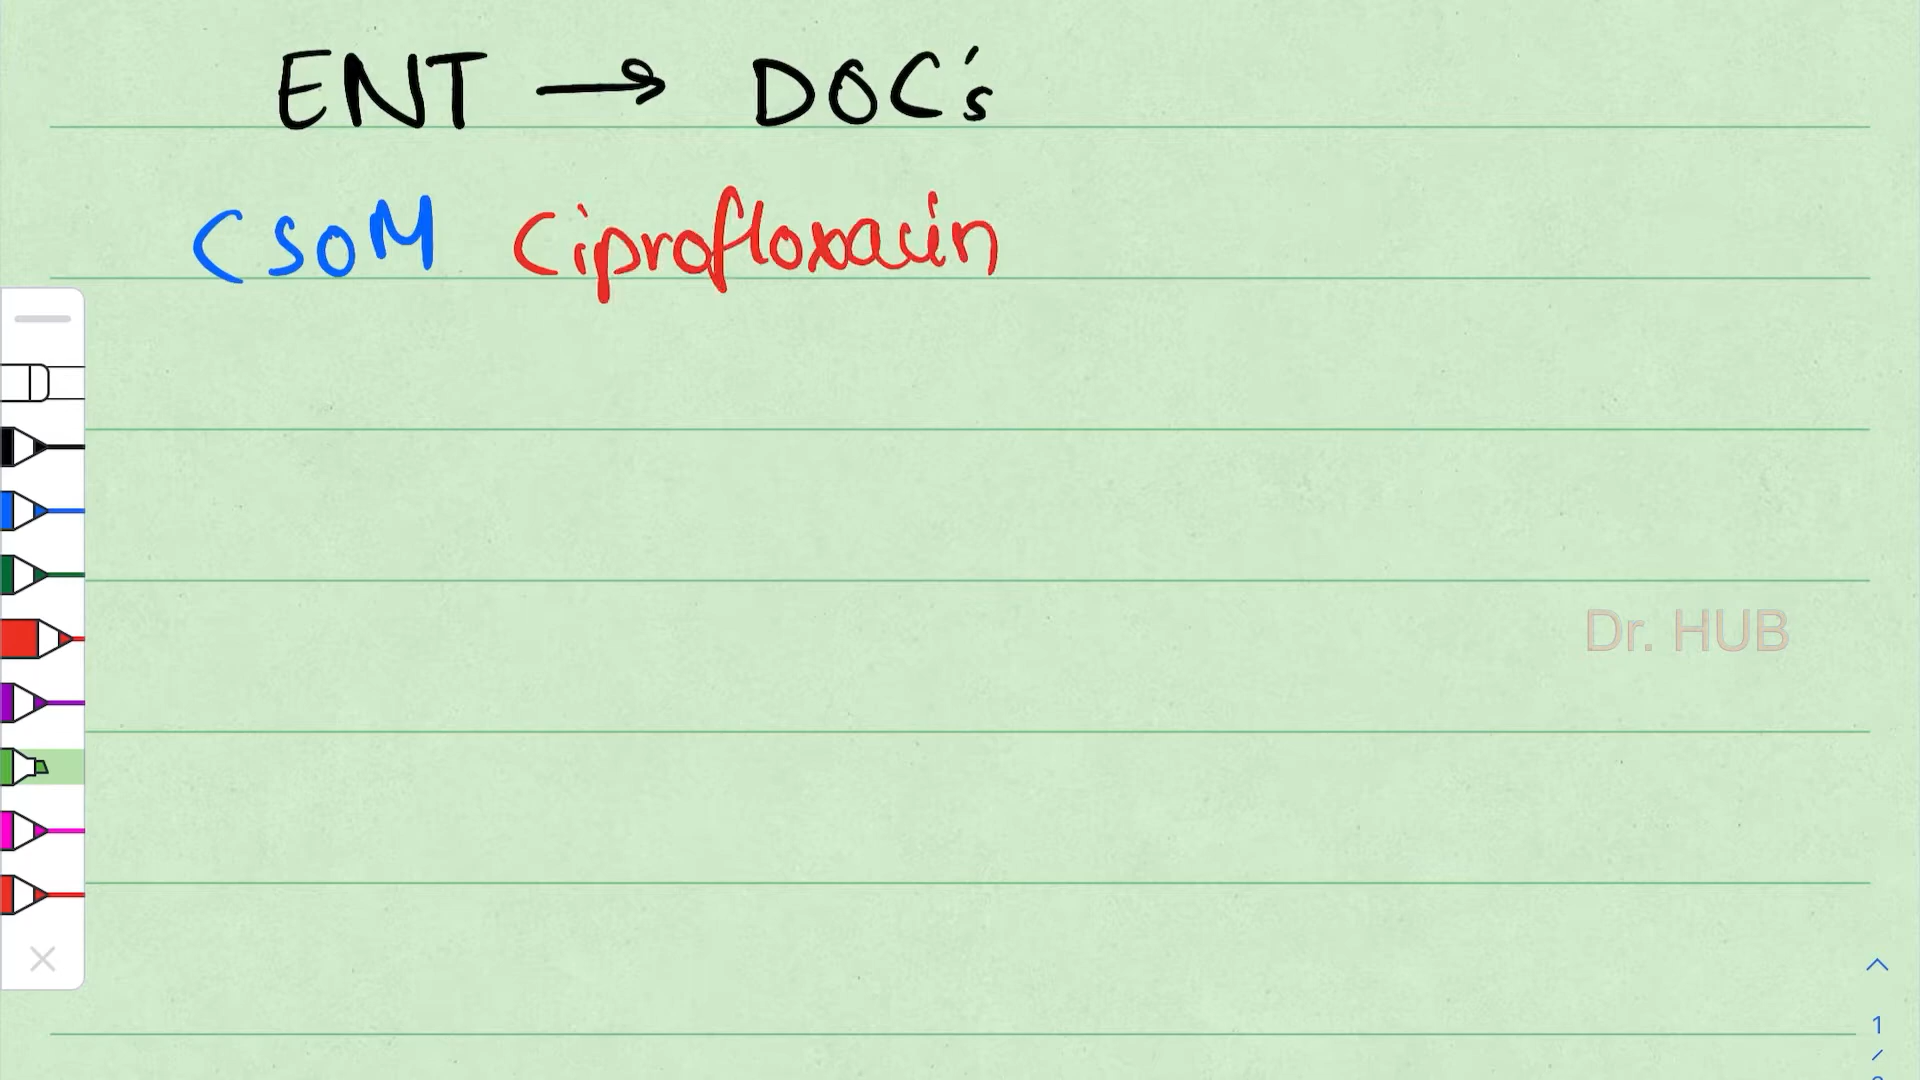 ENT → DOC's
CSOM Ciprofloxacin
Dr. HUB
1
/